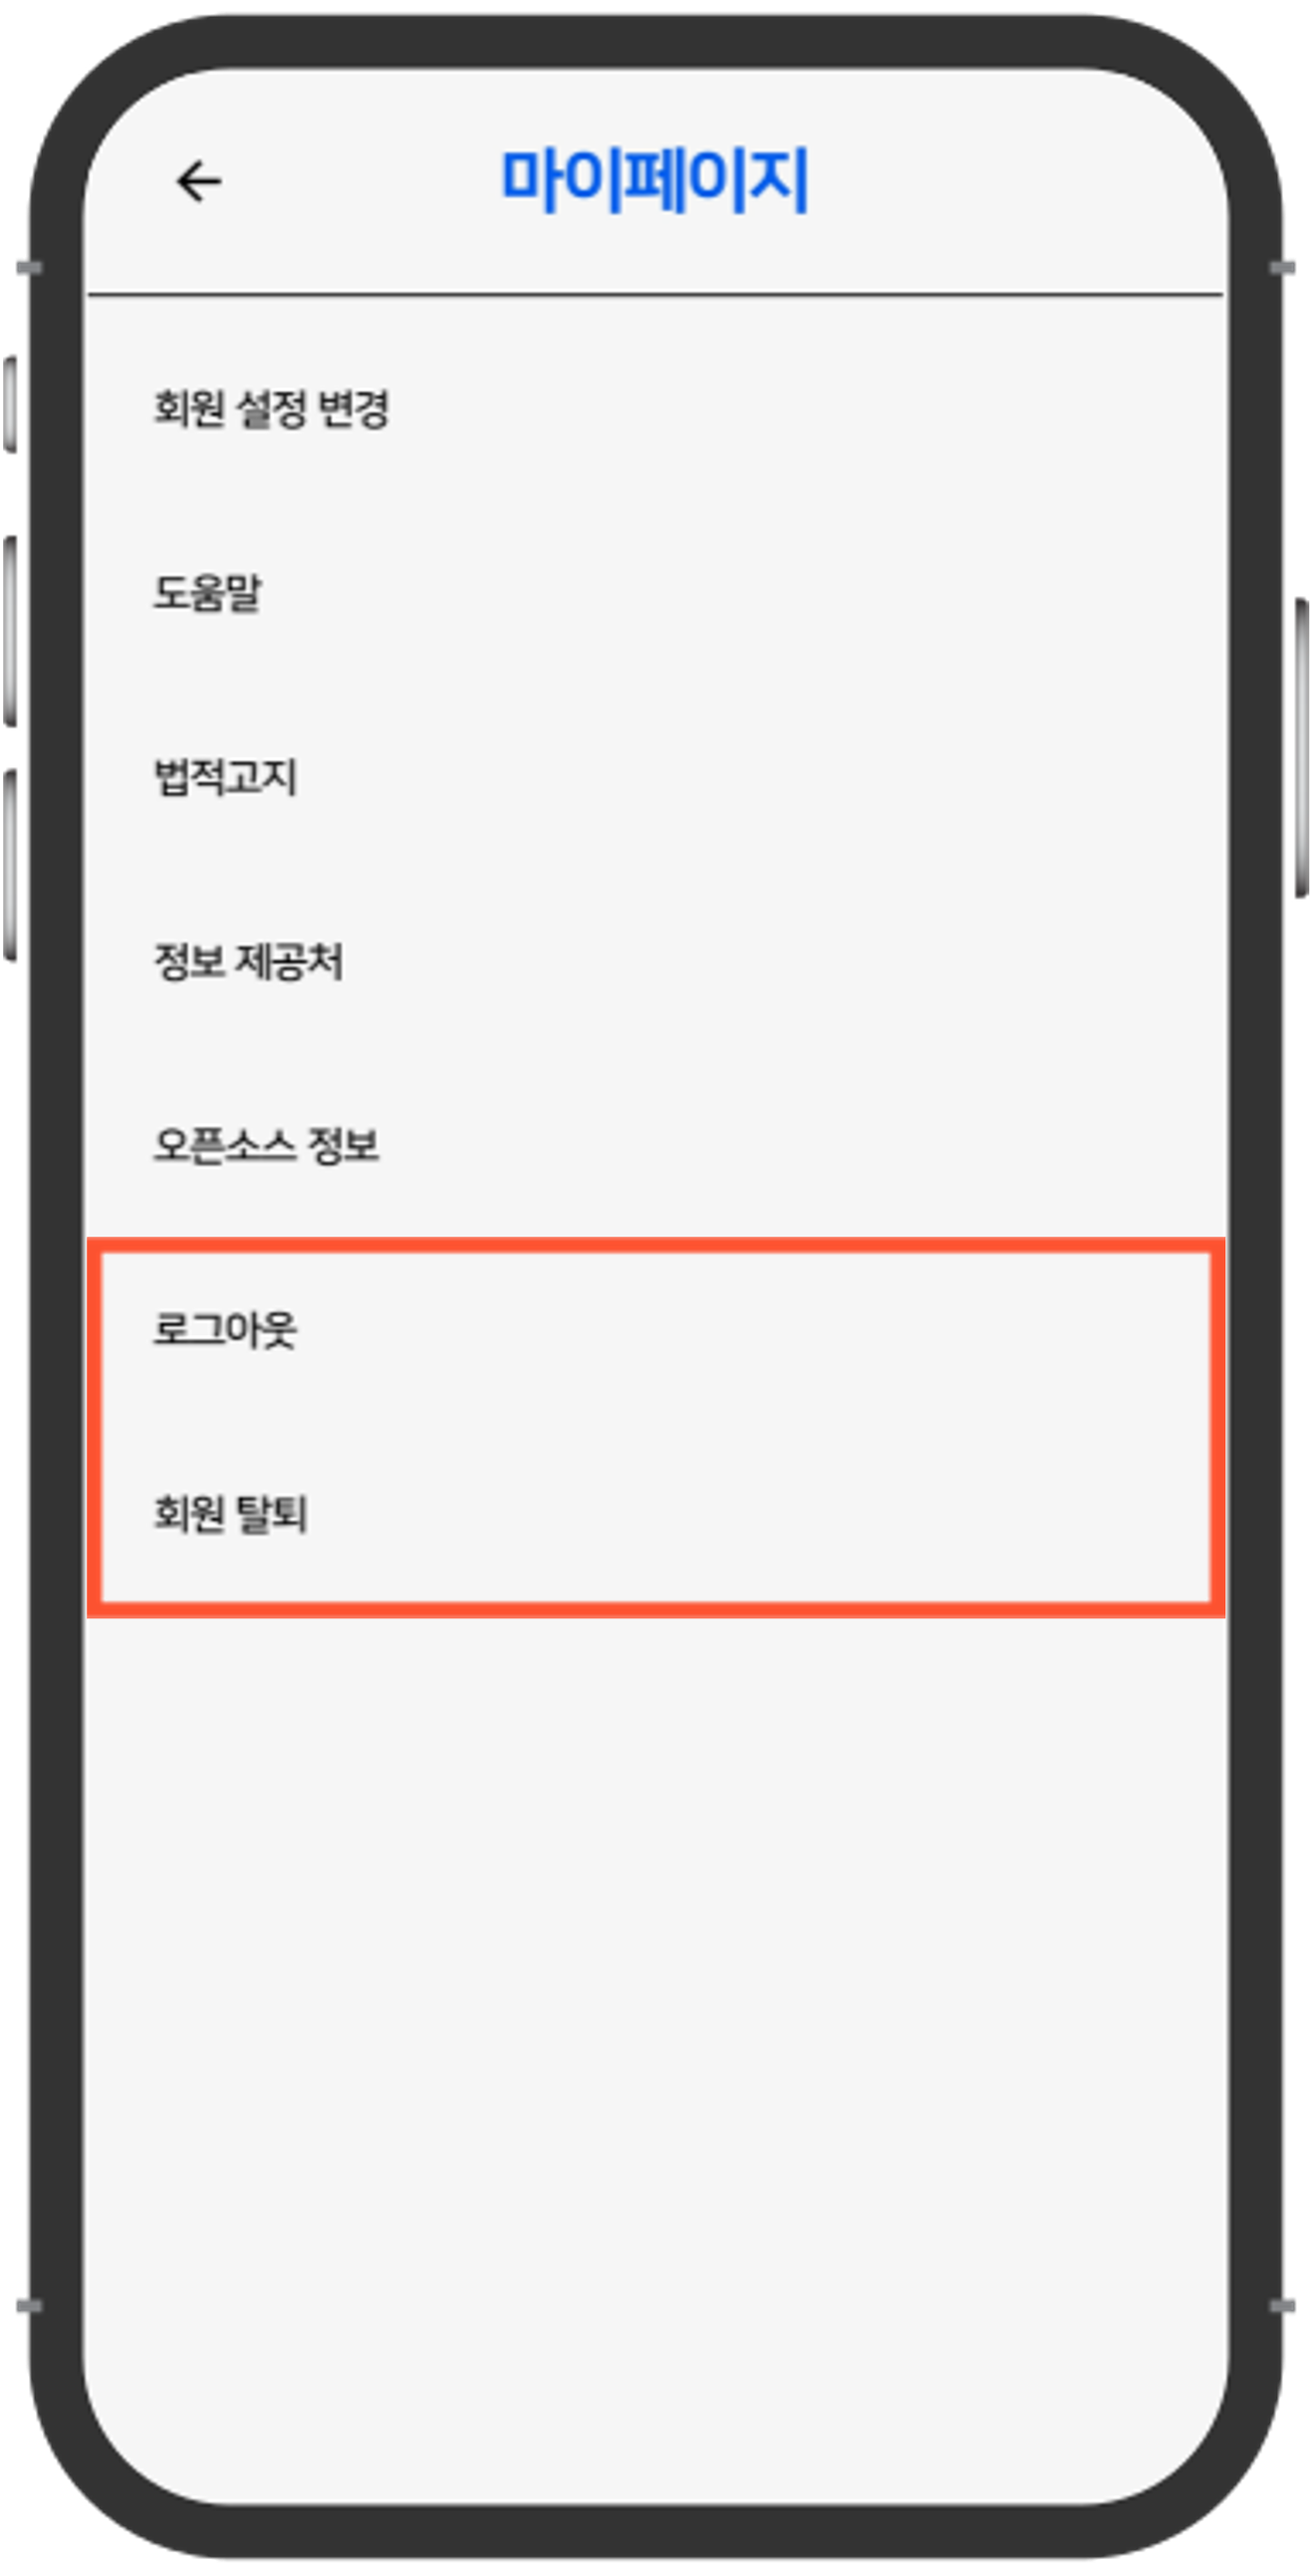 마이페이지
회원 설정 변경
도움말
법적고지
정보 제공처
오픈소스 정보
로그아웃
회원 탈퇴